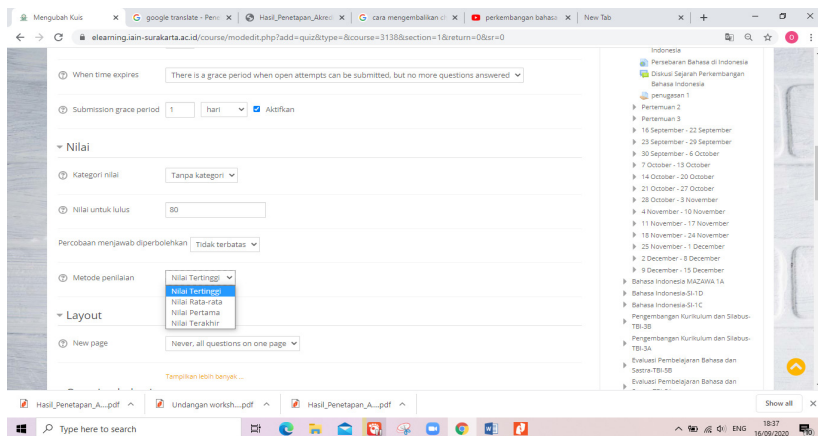 Mengubah Kuis
google translate - Pene
Hasil_Penetapan_Akred
cara mengembalikan c
perkembangan bahasa
New Tab
elearning.iain-surakarta.ac.id/course/modedit.php?add=quiz&type=&course=3138&section=1&return=0&sr=0
When time expires
There is a grace period when open attempts can be submitted, but no more questions answered
Submission grace period
1
hari
Aktifkan
Nilai
Kategori nilai
Tanpa kategori
Nilai untuk lulus
80
Percobaan menjawab diperbolehkan
Tidak terbatas
Metode penilaian
Nilai Tertinggi
Nilai Tertinggi
Nilai Rata-rata
Nilai Pertama
Nilai Terakhir
Layout
New page
Never, all questions on one page
Tampilkan lebih banyak...
Indonesia
Persebaran Bahasa di Indonesia
Diskusi Sejarah Perkembangan
Bahasa Indonesia
penugasan 1
Pertemuan 2
Pertemuan 3
16 September - 22 September
23 September - 29 September
30 September - 6 October
7 October - 13 October
14 October - 20 October
21 October - 27 October
28 October - 3 November
4 November - 10 November
11 November - 17 November
18 November - 24 November
25 November - 1 December
2 December - 8 December
9 December - 15 December
Bahasa Indonesia MAZAWA 1A
Bahasa Indonesia-SI-1D
Bahasa Indonesia-SI-1C
Pengembangan Kurikulum dan Silabus-
TBI-3B
Pengembangan Kurikulum dan Silabus-
TBI-3A
Evaluasi Pembelajaran Bahasa dan
Sastra-TBI-5B
Evaluasi Pembelajaran Bahasa dan
Hasil_Penetapan_A....pdf
Undangan worksh....pdf
Hasil_Penetapan_A....pdf
Show all
Type here to search
ENG
18:37
16/09/2020